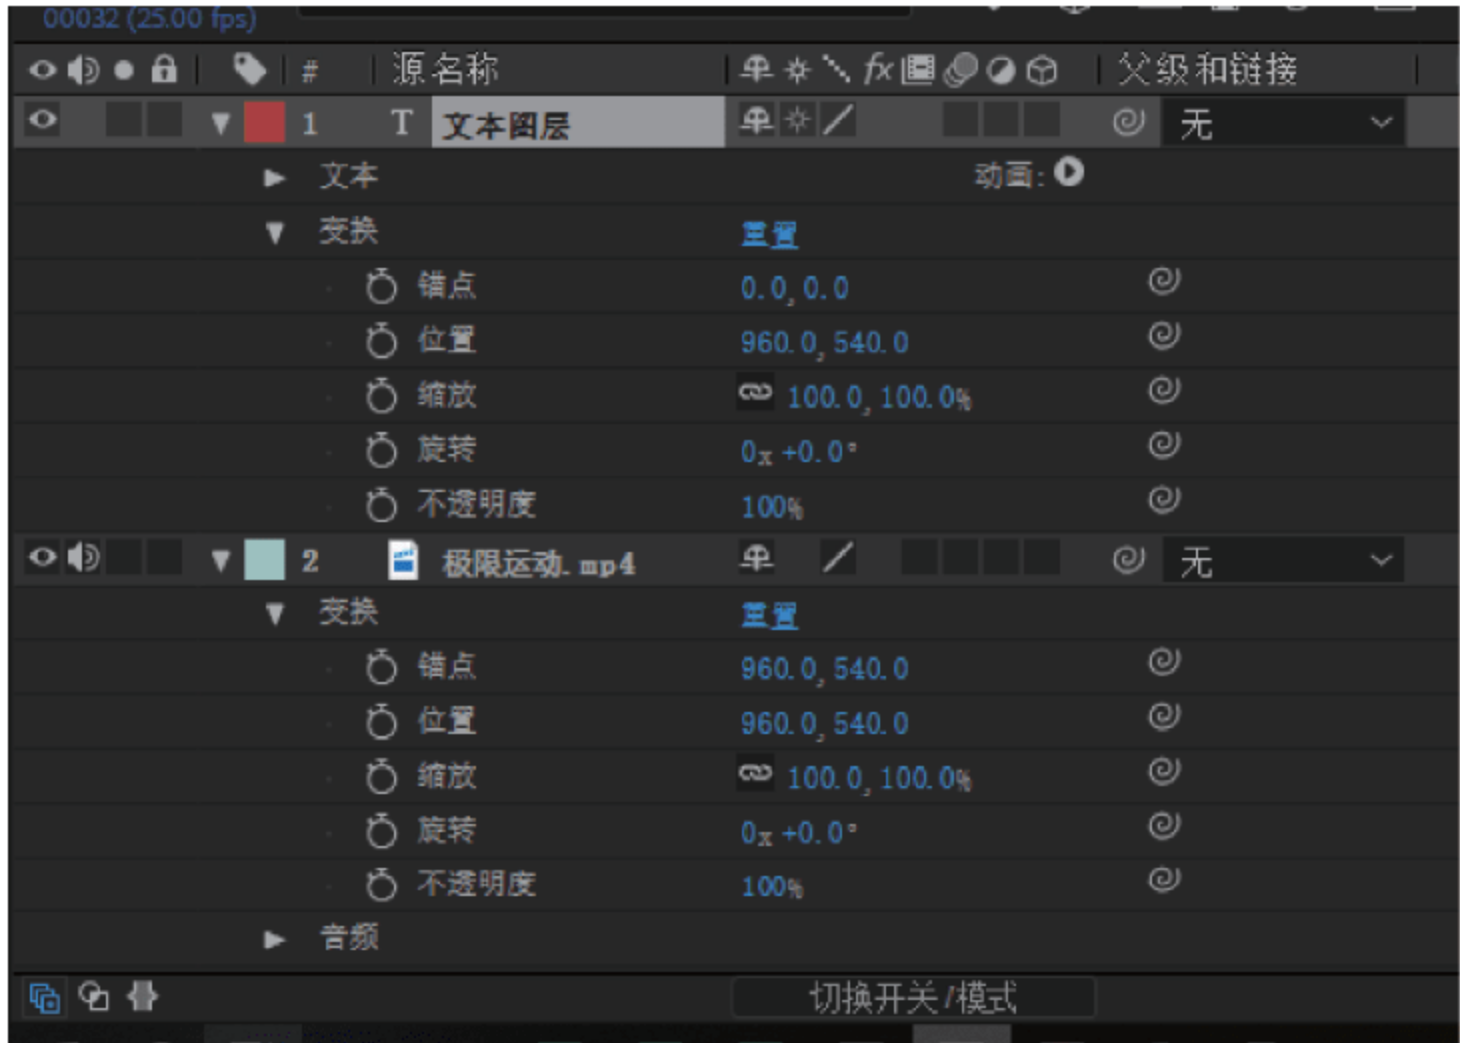 00032 (25.00 fps)
# 源名称 fx 父级和链接
1 T 文本图层 无
文本 动画:
变换 重置
锚点 0.0, 0.0
位置 960.0, 540.0
缩放 100.0, 100.0%
旋转 0x +0.0°
不透明度 100%
2 极限运动.mp4 无
变换 重置
锚点 960.0, 540.0
位置 960.0, 540.0
缩放 100.0, 100.0%
旋转 0x +0.0°
不透明度 100%
音频
切换开关/模式